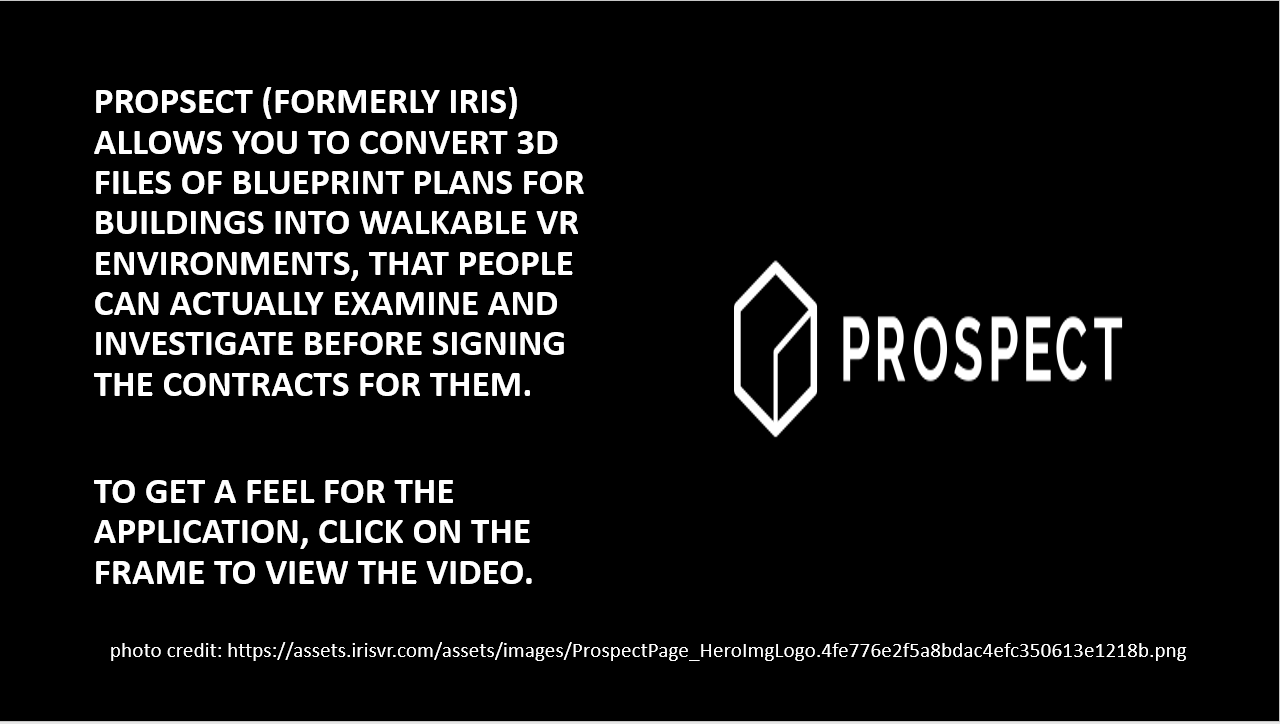 PROPSECT (FORMERLY IRIS)
ALLOWS YOU TO CONVERT 3D
FILES OF BLUEPRINT PLANS FOR
BUILDINGS INTO WALKABLE VR
ENVIRONMENTS, THAT PEOPLE
CAN ACTUALLY EXAMINE AND
INVESTIGATE BEFORE SIGNING
THE CONTRACTS FOR THEM.
TO GET A FEEL FOR THE
APPLICATION, CLICK ON THE
FRAME TO VIEW THE VIDEO.
PROSPECT
photo credit: https://assets.irisvr.com/assets/images/ProspectPage_HeroImgLogo.4fe776e2f5a8bdac4efc350613e1218b.png